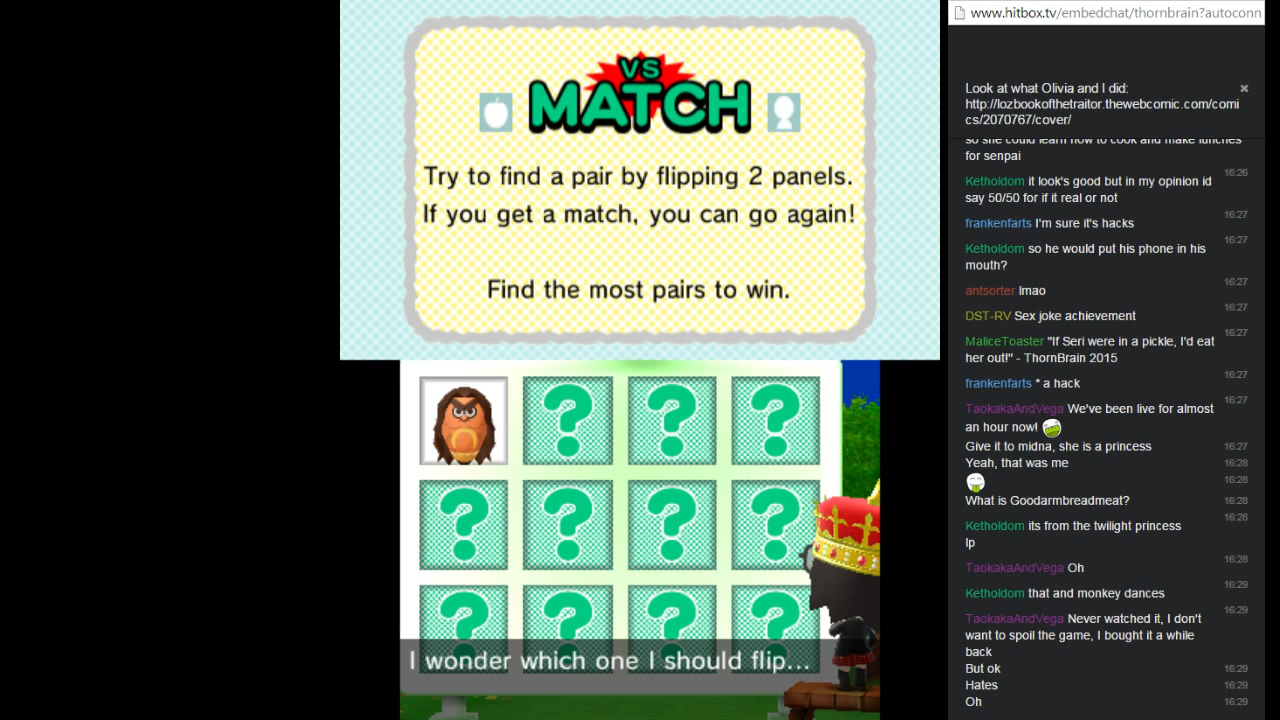 VS
MATCH
Try to find a pair by flipping 2 panels.
If you get a match, you can go again!
Find the most pairs to win.
? ? ?
? ? ? ?
? ? ? ?
I wonder which one I should flip...
www.hitbox.tv/embedchat/thornbrain?autoconn
Look at what Olivia and I did:
http://lozbookofthetraitor.thewebcomic.com/comi
cs/2070767/cover/
so she could learn how to cook and make lunches
for senpai
Ketholdom it look's good but in my opinion id 16:26
say 50/50 for if it real or not
frankenfarts I'm sure it's hacks 16:27
Ketholdom so he would put his phone in his 16:27
mouth?
antsorter lmao 16:27
DST-RV Sex joke achievement 16:27
MaliceToaster "If Seri were in a pickle, I'd eat 16:27
her out!" - ThornBrain 2015
frankenfarts * a hack 16:27
TaokakaAndVega We've been live for almost 16:27
an hour now!
Give it to midna, she is a princess 16:27
Yeah, that was me 16:28
16:28
What is Goodarmbreadmeat? 16:28
Ketholdom its from the twilight princess 16:28
lp
TaokakaAndVega Oh 16:28
Ketholdom that and monkey dances 16:29
TaokakaAndVega Never watched it, I don't 16:29
want to spoil the game, I bought it a while
back
But ok 16:29
Hates 16:29
Oh 16:29